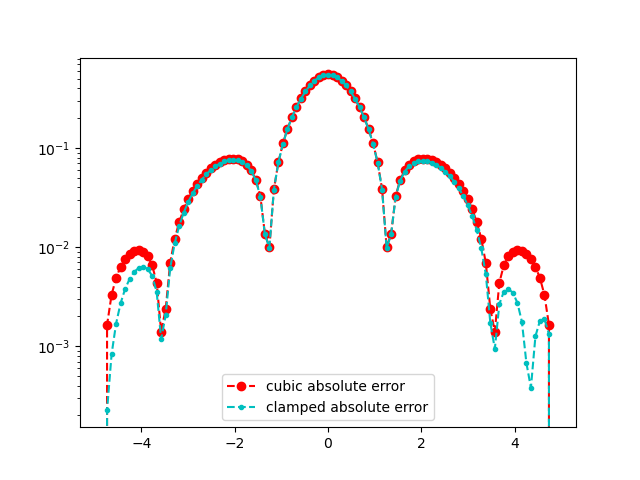 10⁻¹
10⁻²
10⁻³
cubic absolute error
clamped absolute error
−4 −2 0 2 4